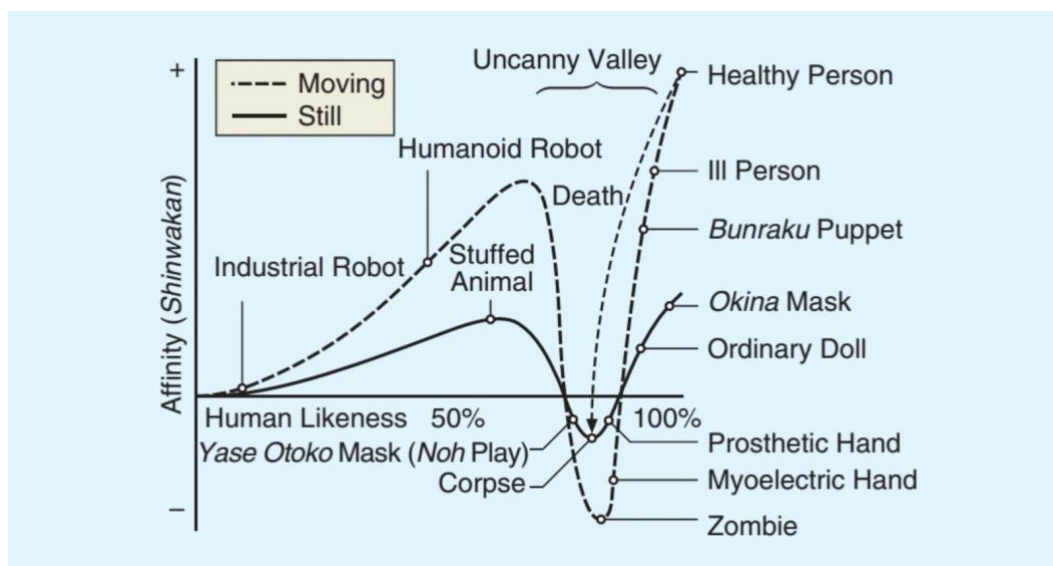 +
Moving
Still
Uncanny Valley
Healthy Person
Humanoid Robot
Ill Person
Death
Bunraku Puppet
Stuffed
Animal
Industrial Robot
Okina Mask
Ordinary Doll
Affinity (Shinwakan)
Human Likeness 50% 100%
Yase Otoko Mask (Noh Play)
Prosthetic Hand
Corpse
Myoelectric Hand
–
Zombie